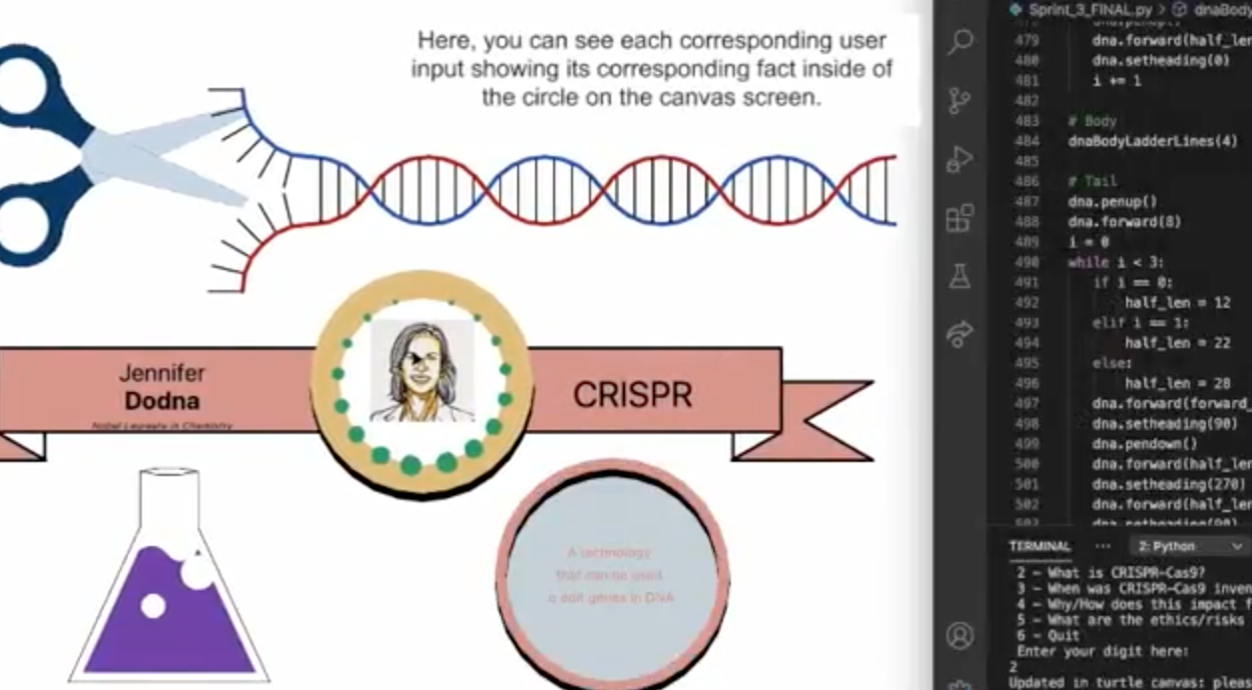 Here, you can see each corresponding user
input showing its corresponding fact inside of
the circle on the canvas screen.
Jennifer
Dodna
Nobel Laureate in Chemistry
CRISPR
A technology
that can be used
o edit genes in DNA
Sprint_3_FINAL.py > dnaBody
479 dna.forward(half_len
480 dna.setheading(0)
481 i += 1
482
483 # Body
484 dnaBodyLadderLines(4)
485
486 # Tail
487 dna.penup()
488 dna.forward(8)
489 i = 0
490 while i < 3:
491 if i == 0:
492 half_len = 12
493 elif i == 1:
494 half_len = 22
495 else:
496 half_len = 28
497 dna.forward(forward_
498 dna.setheading(90)
499 dna.pendown()
500 dna.forward(half_len
501 dna.setheading(270)
502 dna.forward(half_len
TERMINAL ... 2: Python
2 - What is CRISPR-Cas9?
3 - When was CRISPR-Cas9 inven
4 - Why/How does this impact f
5 - What are the ethics/risks
6 - Quit
Enter your digit here:
2
Updated in turtle canvas: pleas